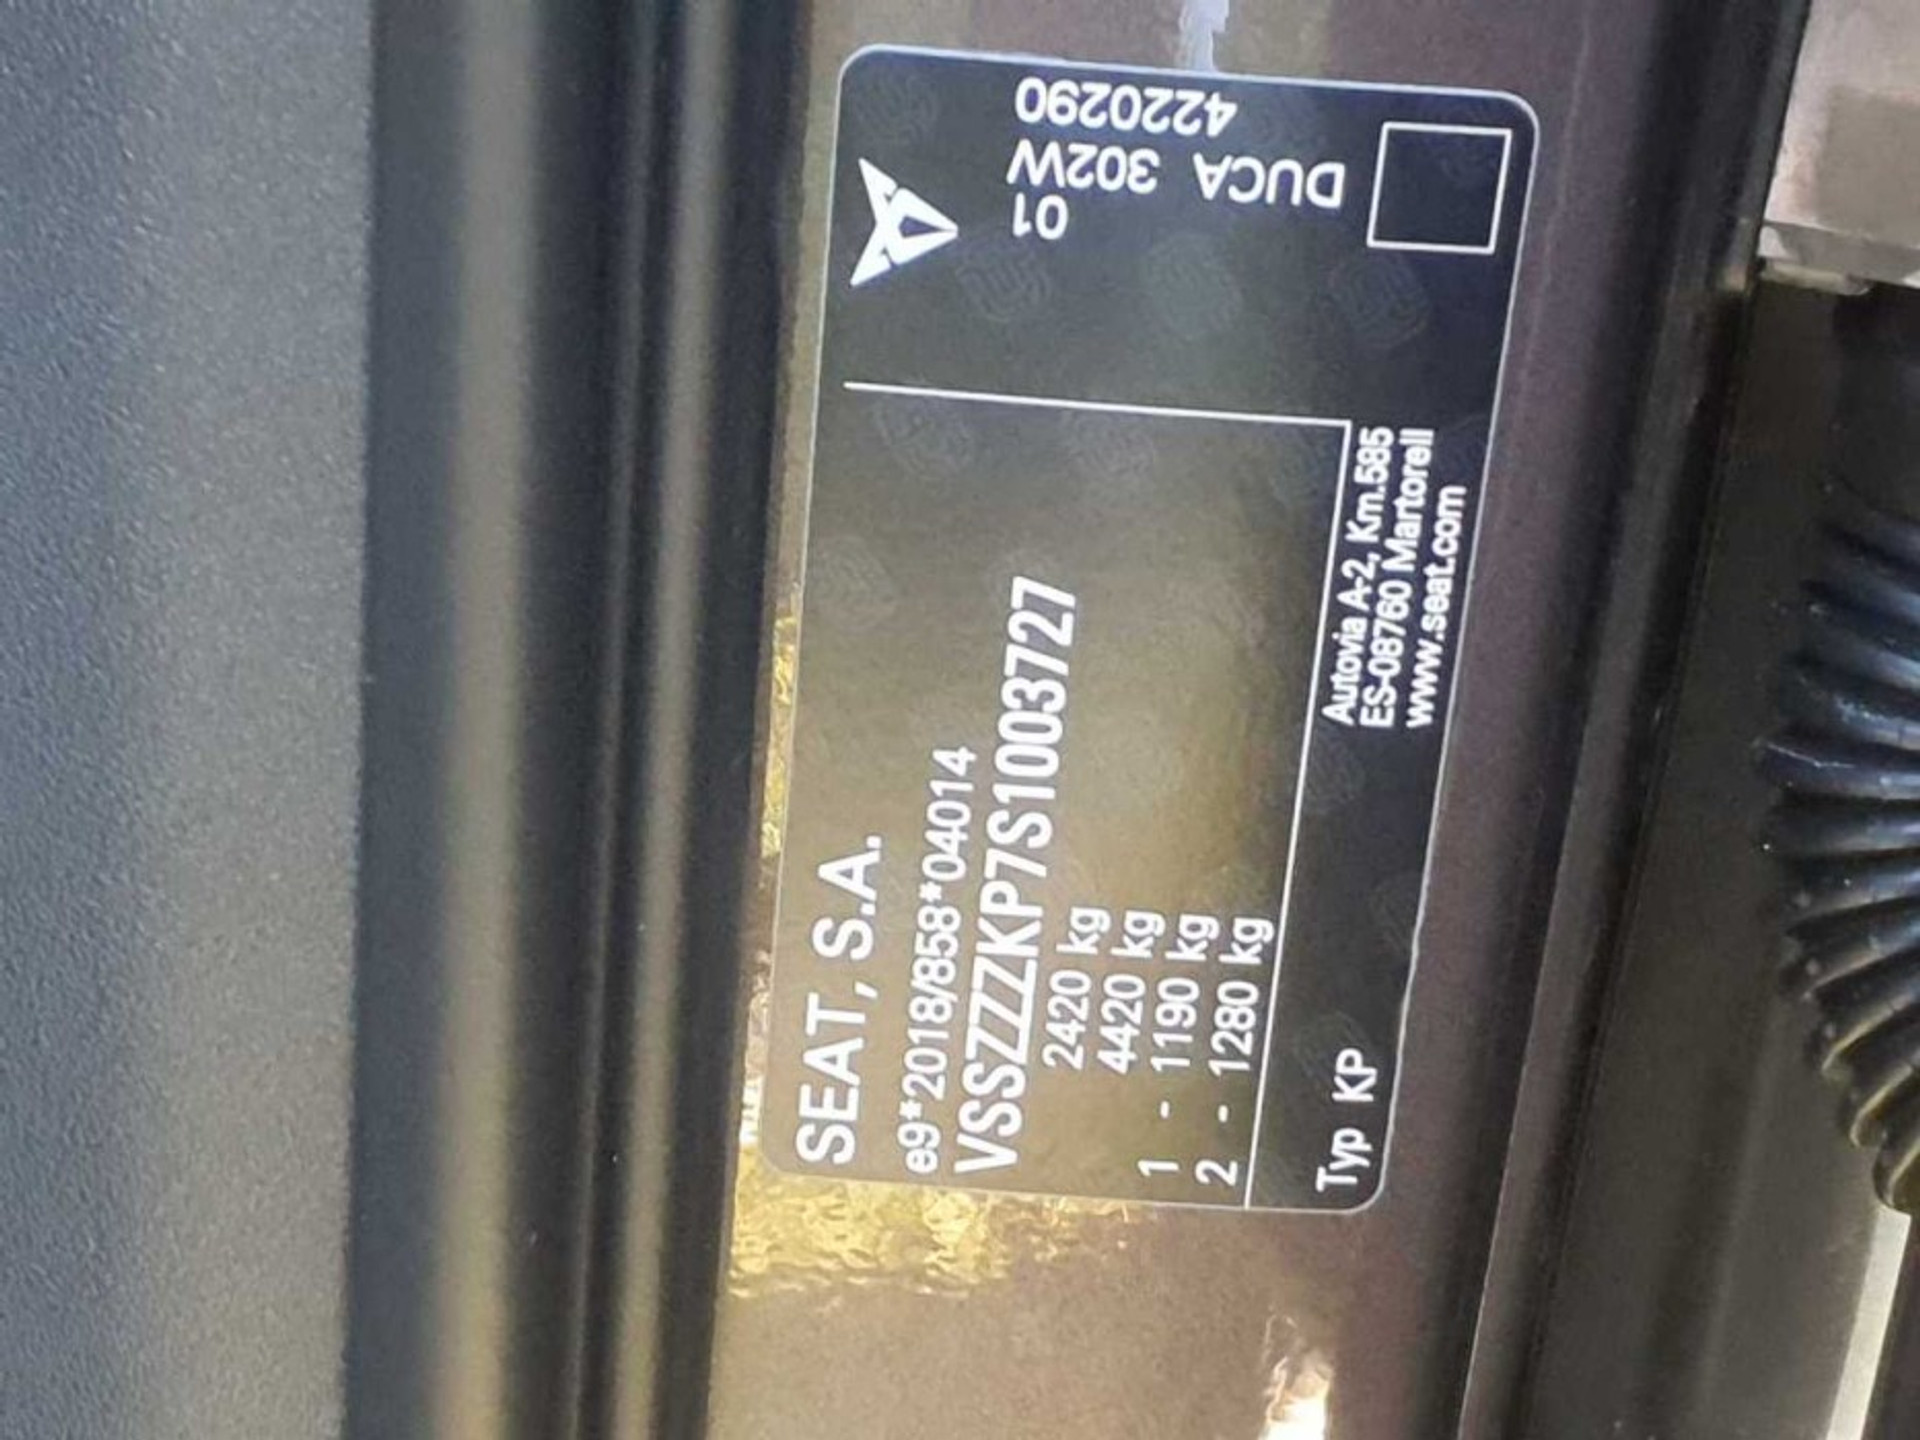 SEAT, S.A.
e9*2018/858*04014
VSSZZZKP7S1003727
2420 kg
4420 kg
1 - 1190 kg
2 - 1280 kg
Typ KP
Autovia A-2, Km.585
ES-08760 Martorell
www.seat.com
4220290
DUCA 302W
01